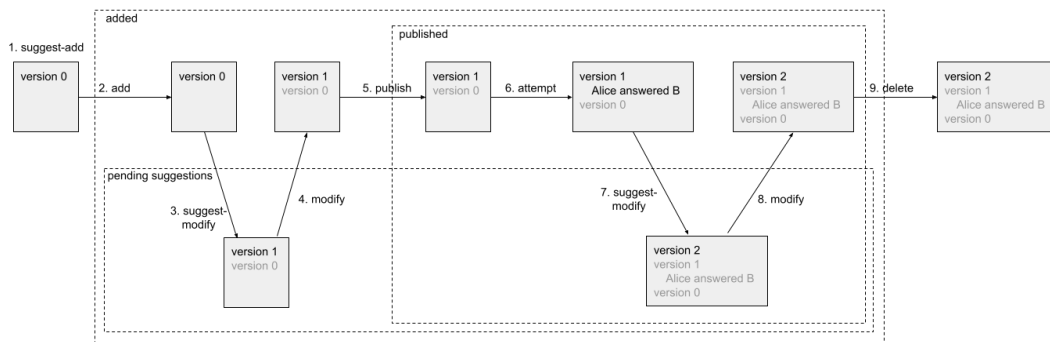 added
published
1. suggest-add
version 0
2. add
version 0
version 1
version 0
5. publish
version 1
version 0
6. attempt
version 1
Alice answered B
version 0
version 2
version 1
Alice answered B
version 0
9. delete
version 2
version 1
Alice answered B
version 0
pending suggestions
3. suggest-
modify
4. modify
7. suggest-
modify
8. modify
version 1
version 0
version 2
version 1
Alice answered B
version 0